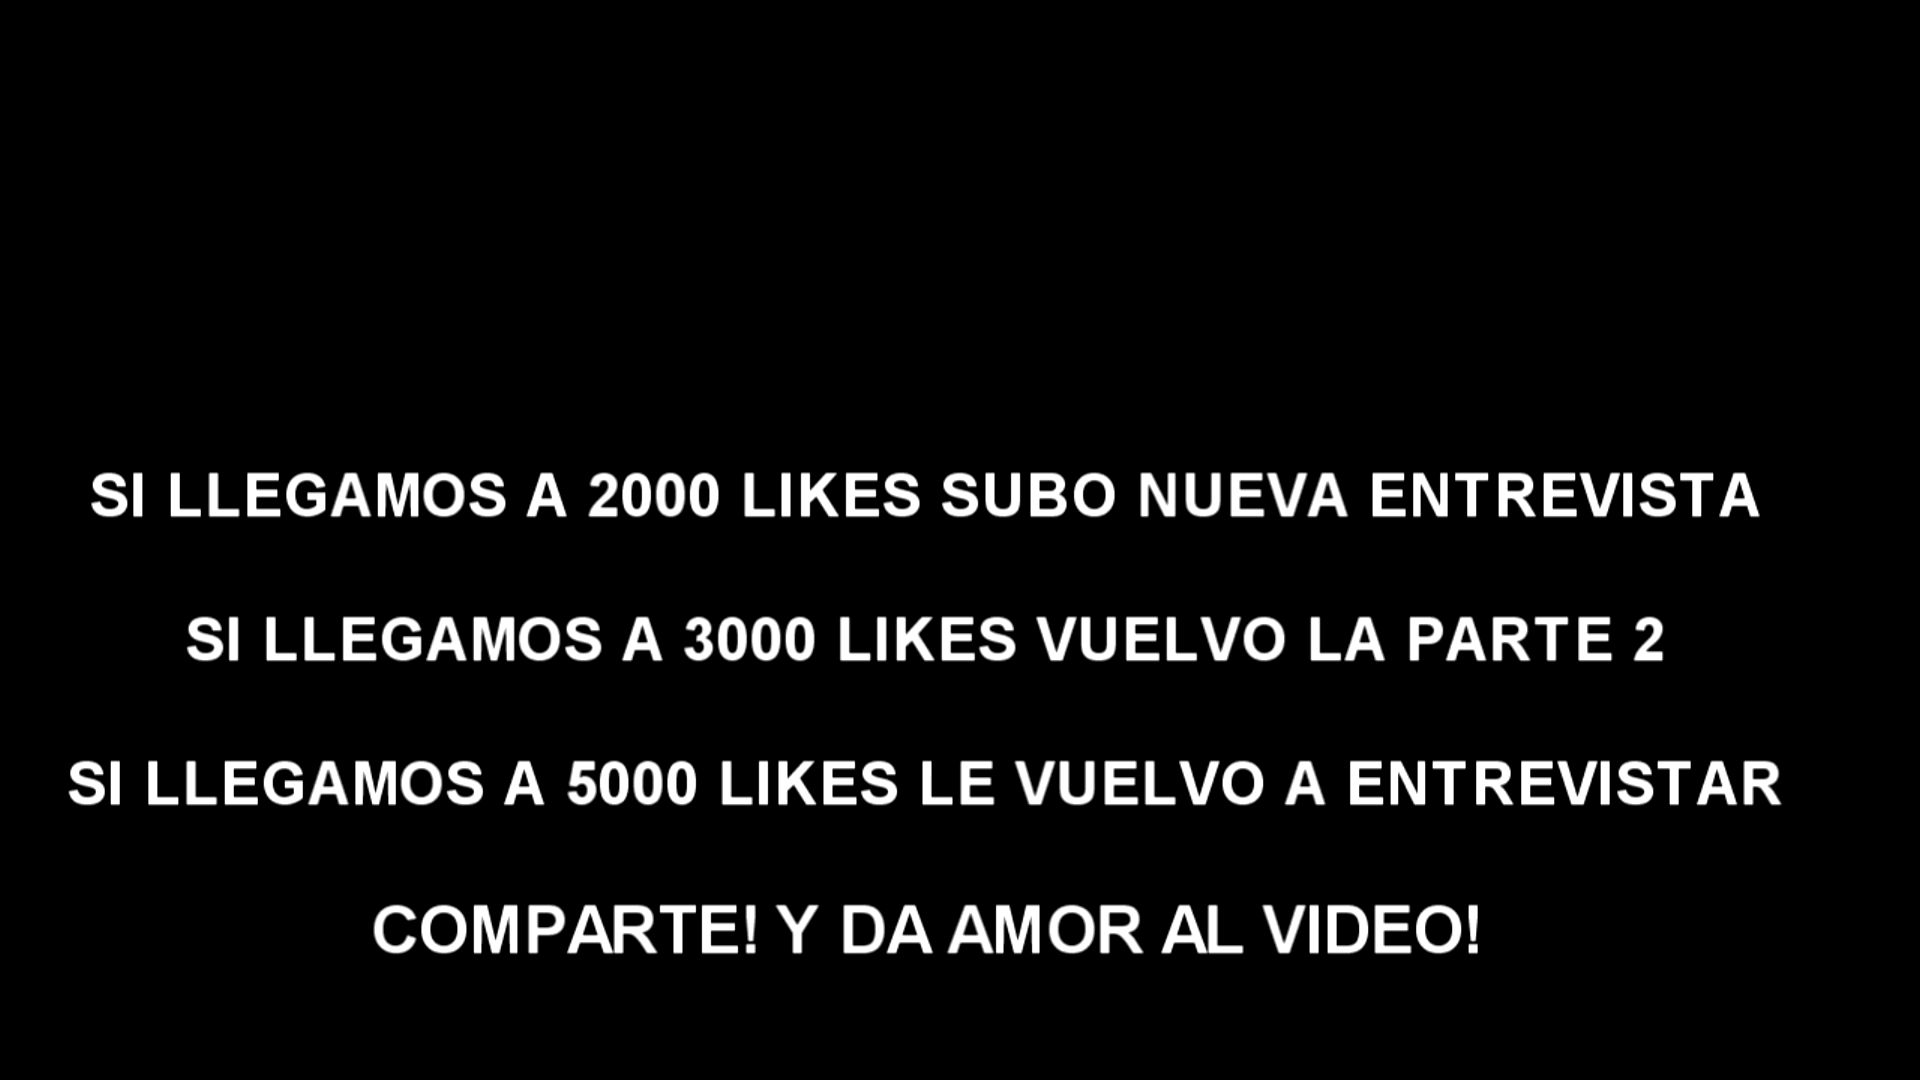 SI LLEGAMOS A 2000 LIKES SUBO NUEVA ENTREVISTA
SI LLEGAMOS A 3000 LIKES VUELVO LA PARTE 2
SI LLEGAMOS A 5000 LIKES LE VUELVO A ENTREVISTAR
COMPARTE! Y DA AMOR AL VIDEO!